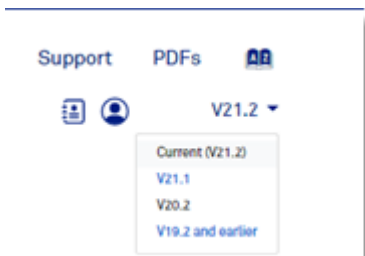 Support PDFs
V21.2
Current (V21.2)
V21.1
V20.2
V19.2 and earlier